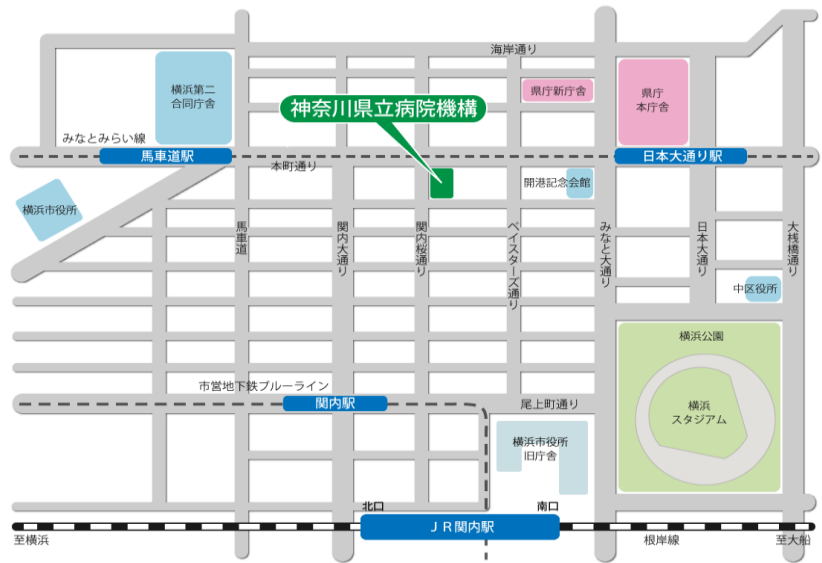 海岸通り
横浜第二
合同庁舎
県庁新庁舎
県庁
本庁舎
神奈川県立病院機構
みなとみらい線
馬車道駅
日本大通り駅
本町通り
開港記念会館
横浜市役所
馬車道
関内大通り
関内桜通り
ベイスターズ通り
みなと大通り
日本大通り
大桟橋通り
中区役所
横浜公園
市営地下鉄ブルーライン
関内駅
尾上町通り
横浜
スタジアム
横浜市役所
旧庁舎
北口
南口
JR関内駅
至横浜
根岸線
至大船